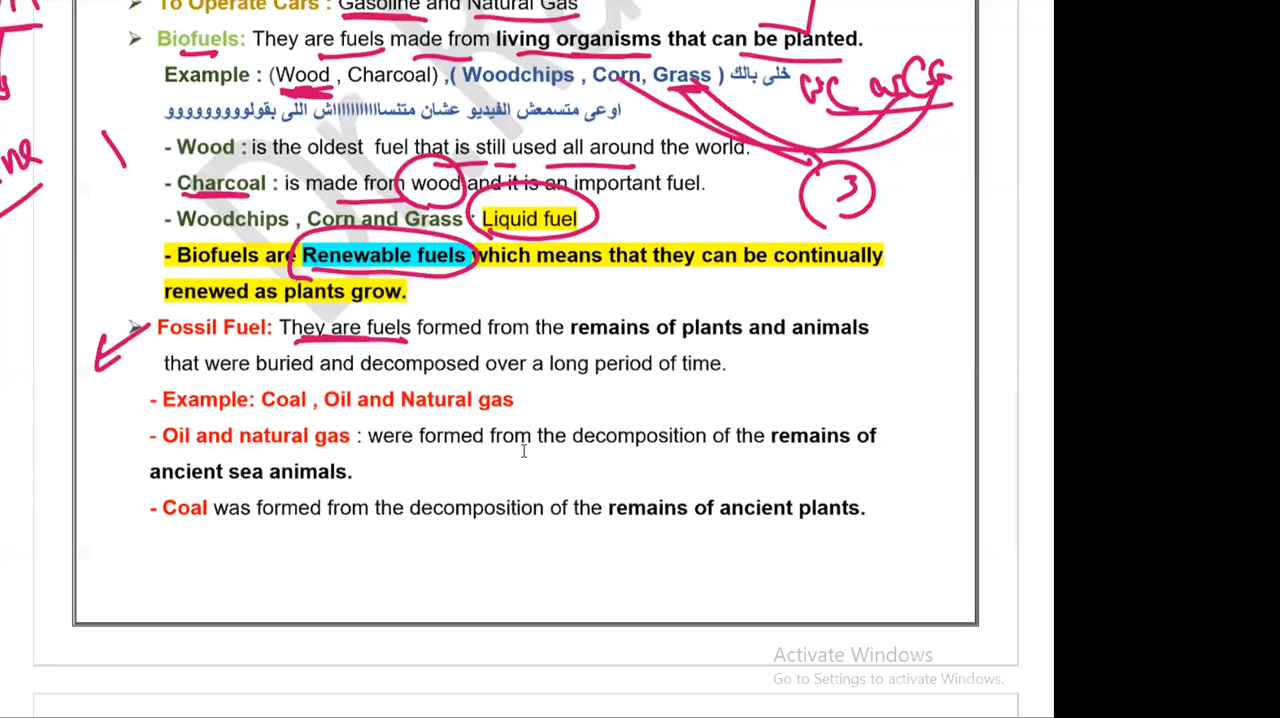 To Operate Cars : Gasoline and Natural Gas
➢ Biofuels: They are fuels made from living organisms that can be planted.
Example : (Wood , Charcoal) ,( Woodchips , Corn, Grass ) خلى بالك
اوعى متسمعش الفيديو عشان متنساااااااااااش اللى بقولوووووووووو
- Wood : is the oldest fuel that is still used all around the world.
3
- Charcoal : is made from wood and it is an important fuel.
- Woodchips , Corn and Grass : Liquid fuel
- Biofuels are Renewable fuels which means that they can be continually
renewed as plants grow.
➢ Fossil Fuel: They are fuels formed from the remains of plants and animals
that were buried and decomposed over a long period of time.
- Example: Coal , Oil and Natural gas
- Oil and natural gas : were formed from the decomposition of the remains of
ancient sea animals.
- Coal was formed from the decomposition of the remains of ancient plants.
Activate Windows
Go to Settings to activate Windows.